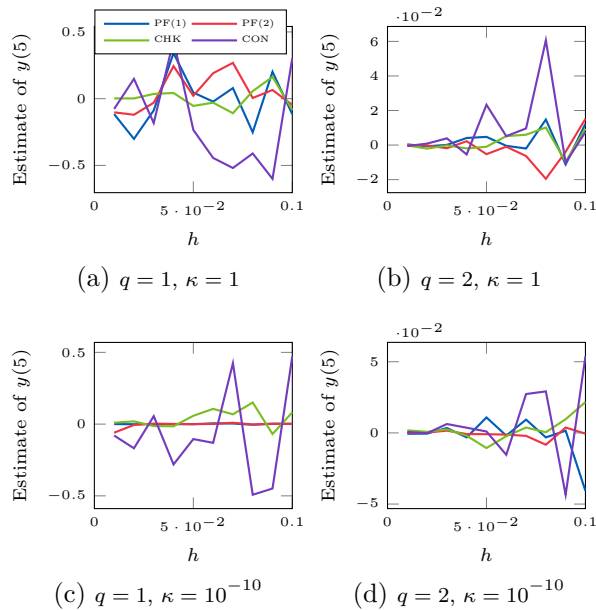 PF(1) PF(2)
CHK CON
Estimate of y(5)
0.5
0
−0.5
0
5 · 10⁻²
0.1
h
(a) q = 1, κ = 1
·10⁻²
Estimate of y(5)
6
4
2
0
−2
0
5 · 10⁻²
0.1
h
(b) q = 2, κ = 1
Estimate of y(5)
0.5
0
−0.5
0
5 · 10⁻²
0.1
h
(c) q = 1, κ = 10⁻¹⁰
·10⁻²
Estimate of y(5)
5
0
−5
0
5 · 10⁻²
0.1
h
(d) q = 2, κ = 10⁻¹⁰